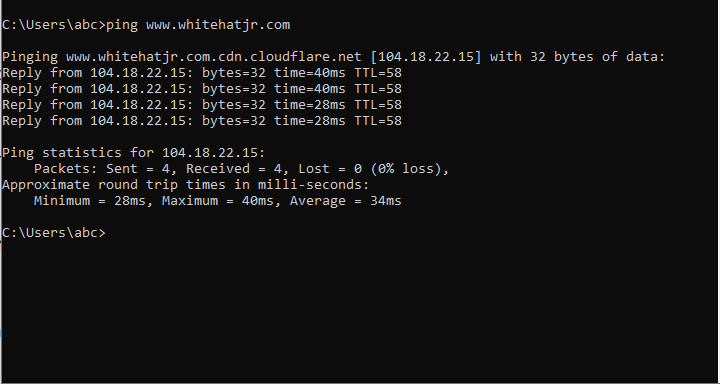 C:\Users\abc>ping www.whitehatjr.com
Pinging www.whitehatjr.com.cdn.cloudflare.net [104.18.22.15] with 32 bytes of data:
Reply from 104.18.22.15: bytes=32 time=40ms TTL=58
Reply from 104.18.22.15: bytes=32 time=40ms TTL=58
Reply from 104.18.22.15: bytes=32 time=28ms TTL=58
Reply from 104.18.22.15: bytes=32 time=28ms TTL=58
Ping statistics for 104.18.22.15:
    Packets: Sent = 4, Received = 4, Lost = 0 (0% loss),
Approximate round trip times in milli-seconds:
    Minimum = 28ms, Maximum = 40ms, Average = 34ms
C:\Users\abc>